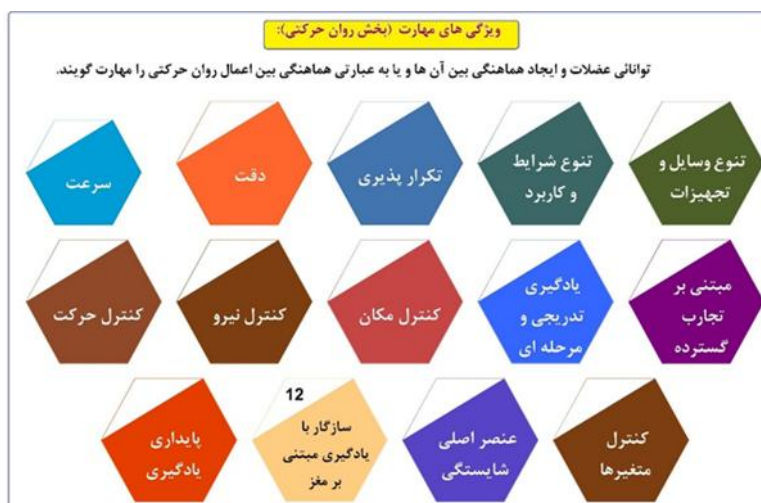 ویژگی های مهارت (بخش روان حرکتی):
توانائی عضلات و ایجاد هماهنگی بین آن ها و یا به عبارتی هماهنگی بین اعمال روان حرکتی را مهارت گویند.
تنوع وسایل و
تجهیزات
تنوع شرایط
و کاربرد
تکرار پذیری
دقت
سرعت
مبتنی بر
تجارب
گسترده
یادگیری
تدریجی و
مرحله ای
کنترل مکان
کنترل نیرو
کنترل حرکت
کنترل
متغیرها
عنصر اصلی
شایستگی
12
سازگار با
یادگیری مبتنی
بر مغز
پایداری
یادگیری